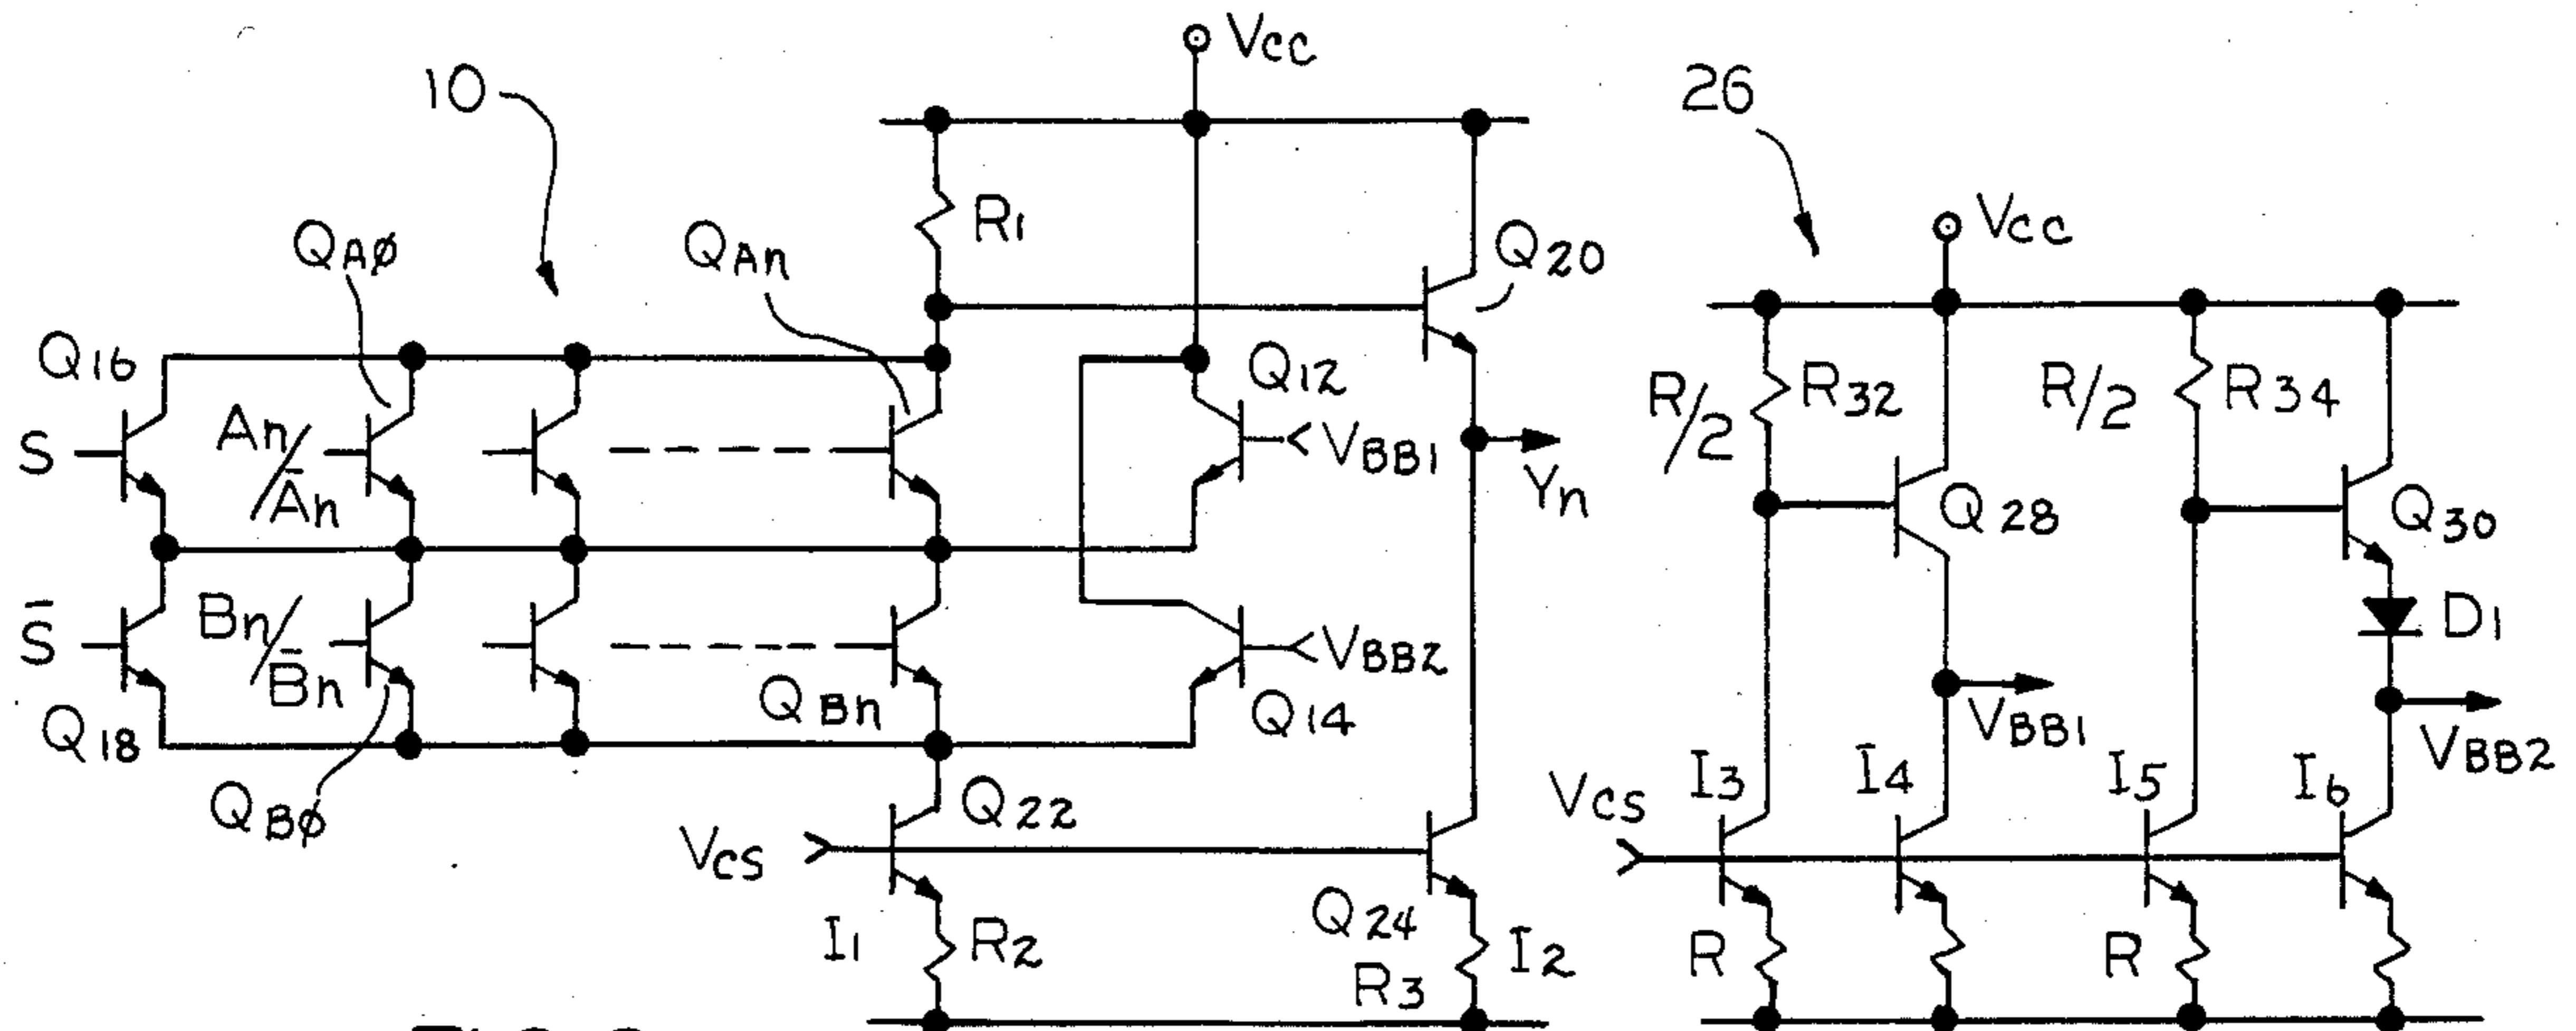 10
Vcc
26
R1
QAØ
QAn
Q20
Vcc
Q16
Q12
R/2
R32
R/2
R34
S
An/Ān
VBB1
Yn
Q28
Q30
D1
S̄
Bn/B̄n
QBn
VBB2
Q14
VBB1
VBB2
Q18
QBØ
Q22
Vcs
Vcs
I3
I4
I5
I6
I1
R2
Q24
R3
I2
R
R